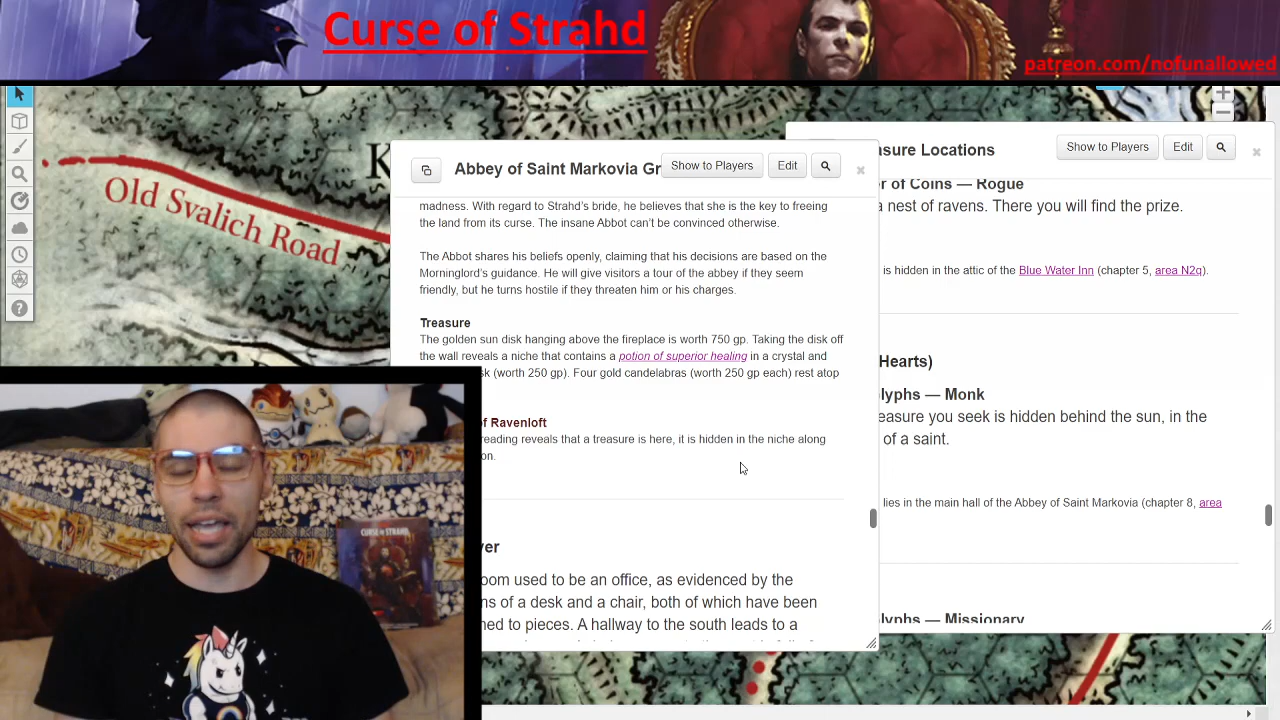 Curse of Strahd
patreon.com/nofunallowed
Old Svalich Road
K
Abbey of Saint Markovia Gr
Show to Players
Edit
madness. With regard to Strahd's bride, he believes that she is the key to freeing
the land from its curse. The insane Abbot can't be convinced otherwise.
The Abbot shares his beliefs openly, claiming that his decisions are based on the
Morninglord's guidance. He will give visitors a tour of the abbey if they seem
friendly, but he turns hostile if they threaten him or his charges.
Treasure
The golden sun disk hanging above the fireplace is worth 750 gp. Taking the disk off
the wall reveals a niche that contains a potion of superior healing in a crystal and
sk (worth 250 gp). Four gold candelabras (worth 250 gp each) rest atop
of Ravenloft
reading reveals that a treasure is here, it is hidden in the niche along
on.
ver
oom used to be an office, as evidenced by the
ns of a desk and a chair, both of which have been
hed to pieces. A hallway to the south leads to a
asure Locations
Show to Players
Edit
er of Coins — Rogue
a nest of ravens. There you will find the prize.
is hidden in the attic of the Blue Water Inn (chapter 5, area N2q).
Hearts)
lyphs — Monk
easure you seek is hidden behind the sun, in the
of a saint.
lies in the main hall of the Abbey of Saint Markovia (chapter 8, area
lyphs — Missionary
CURSE OF STRAHD